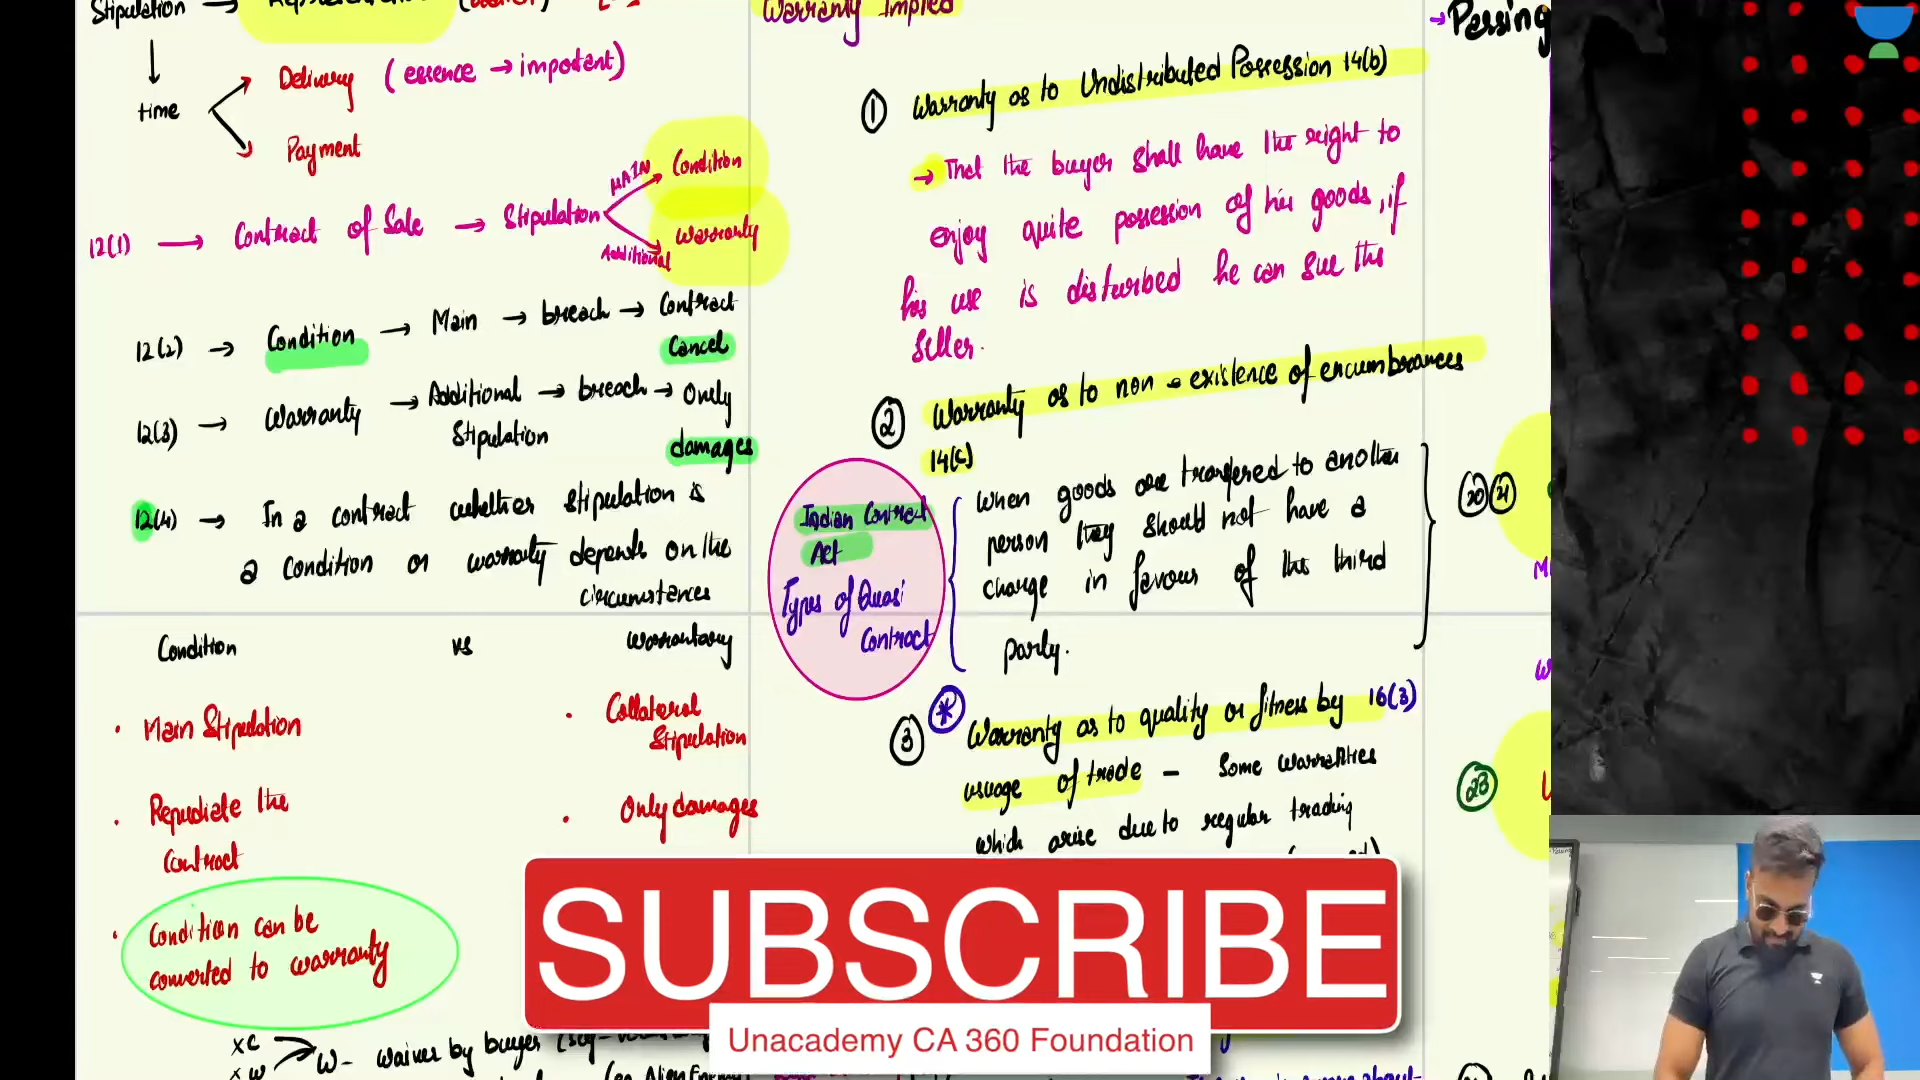 Stipulation →
time
Delivery (essence → important)
Payment
12(1) → Contract of Sale → Stipulation
MAIN Condition
Additional Warranty
12(2) → Condition → Main → breach → Contract
Cancel
12(3) → Warranty → Additional → breach → Only
Stipulation damages
12(4) → In a contract whether stipulation is
a condition or warranty depends on the
circumstances
Condition vs Warrantary
• Main Stipulation • Collateral
Stipulation
• Repudiate the • Only damages
Contract
• Condition can be
converted to warranty
XC
XW
W- waiver by buyer
Warranty Implied
① Warranty as to Undistributed Possession 14(b)
→ That the buyer shall have the right to
enjoy quite possession of his goods, if
his use is disturbed he can sue the
Seller.
② Warranty as to non-existence of encumbrances
14(c)
Indian Contract
Act
Types of Quasi
Contract
When goods are transfered to another
person they should not have a
charge in favour of the third
party.
③ * Warranty as to quality or fitness by 16(3)
usuage of trade - Some warranties
which arise due to regular trading
→ Passing
20 21
23
SUBSCRIBE
Unacademy CA 360 Foundation